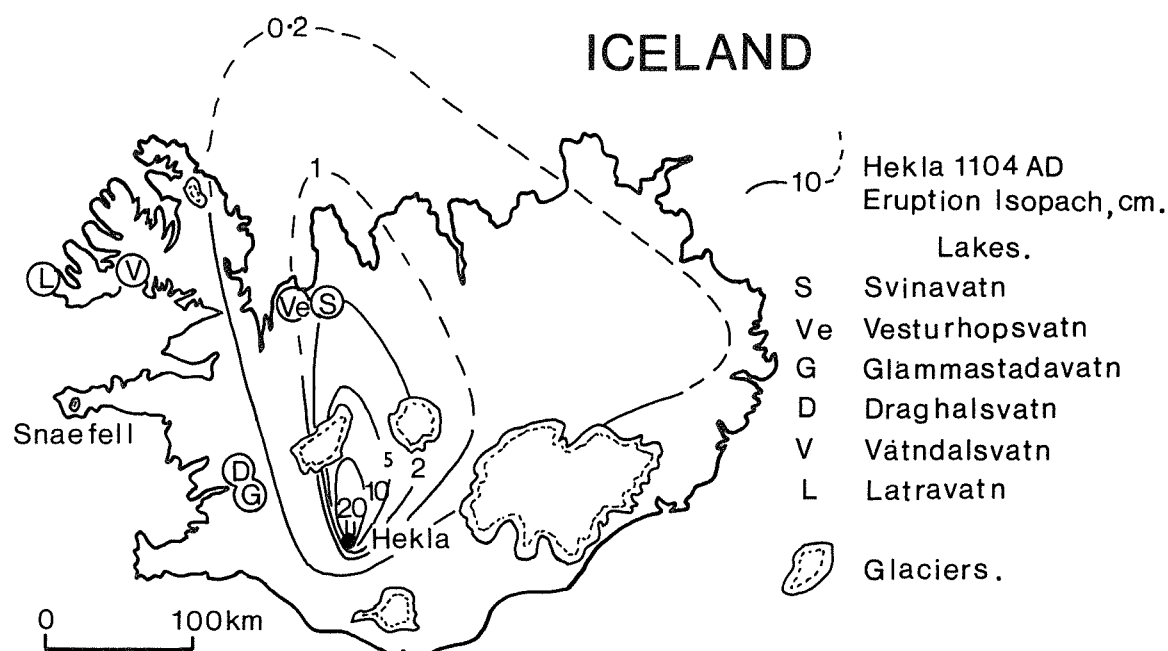 ICELAND
0·2
1
10
Hekla 1104 AD
Eruption Isopach, cm.
Lakes.
S Svinavatn
Ve Vesturhopsvatn
G Glammastadavatn
D Draghalsvatn
V Vatndalsvatn
L Latravatn
Glaciers.
L
V
Ve
S
Snaefell
D
G
5
2
10
20
Hekla
0 100km